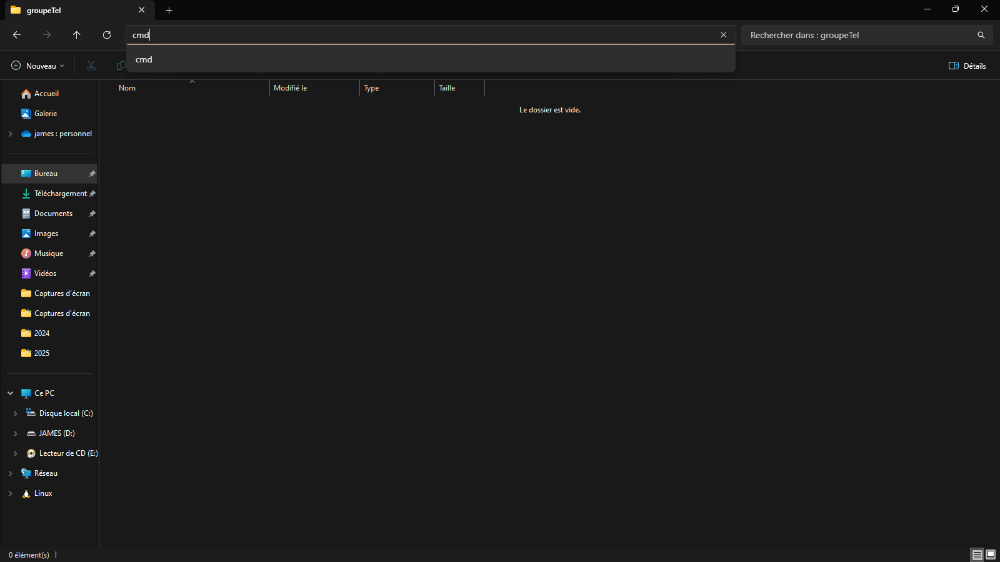 groupeTel
cmd
Rechercher dans : groupeTel
cmd
Nouveau
Détails
Nom
Modifié le
Type
Taille
Le dossier est vide.
Accueil
Galerie
james : personnel
Bureau
Téléchargement
Documents
Images
Musique
Vidéos
Captures d'écran
Captures d'écran
2024
2025
Ce PC
Disque local (C:)
JAMES (D:)
Lecteur de CD (E:)
Réseau
Linux
0 élément(s)